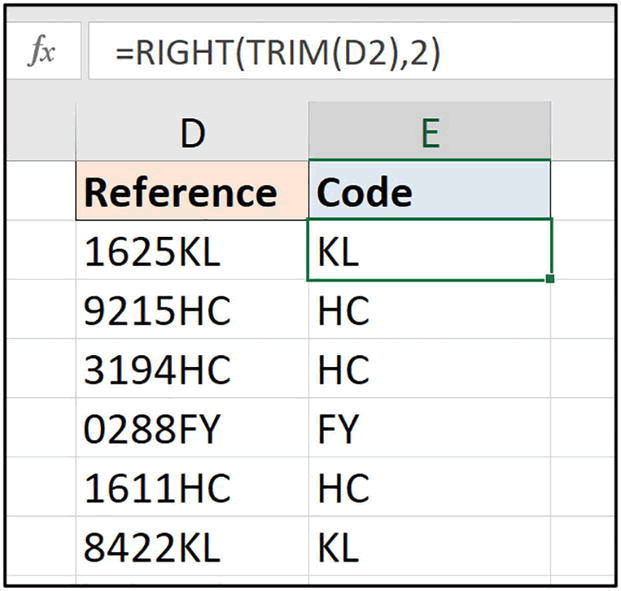 fx =RIGHT(TRIM(D2),2)
D E
Reference Code
1625KL KL
9215HC HC
3194HC HC
0288FY FY
1611HC HC
8422KL KL